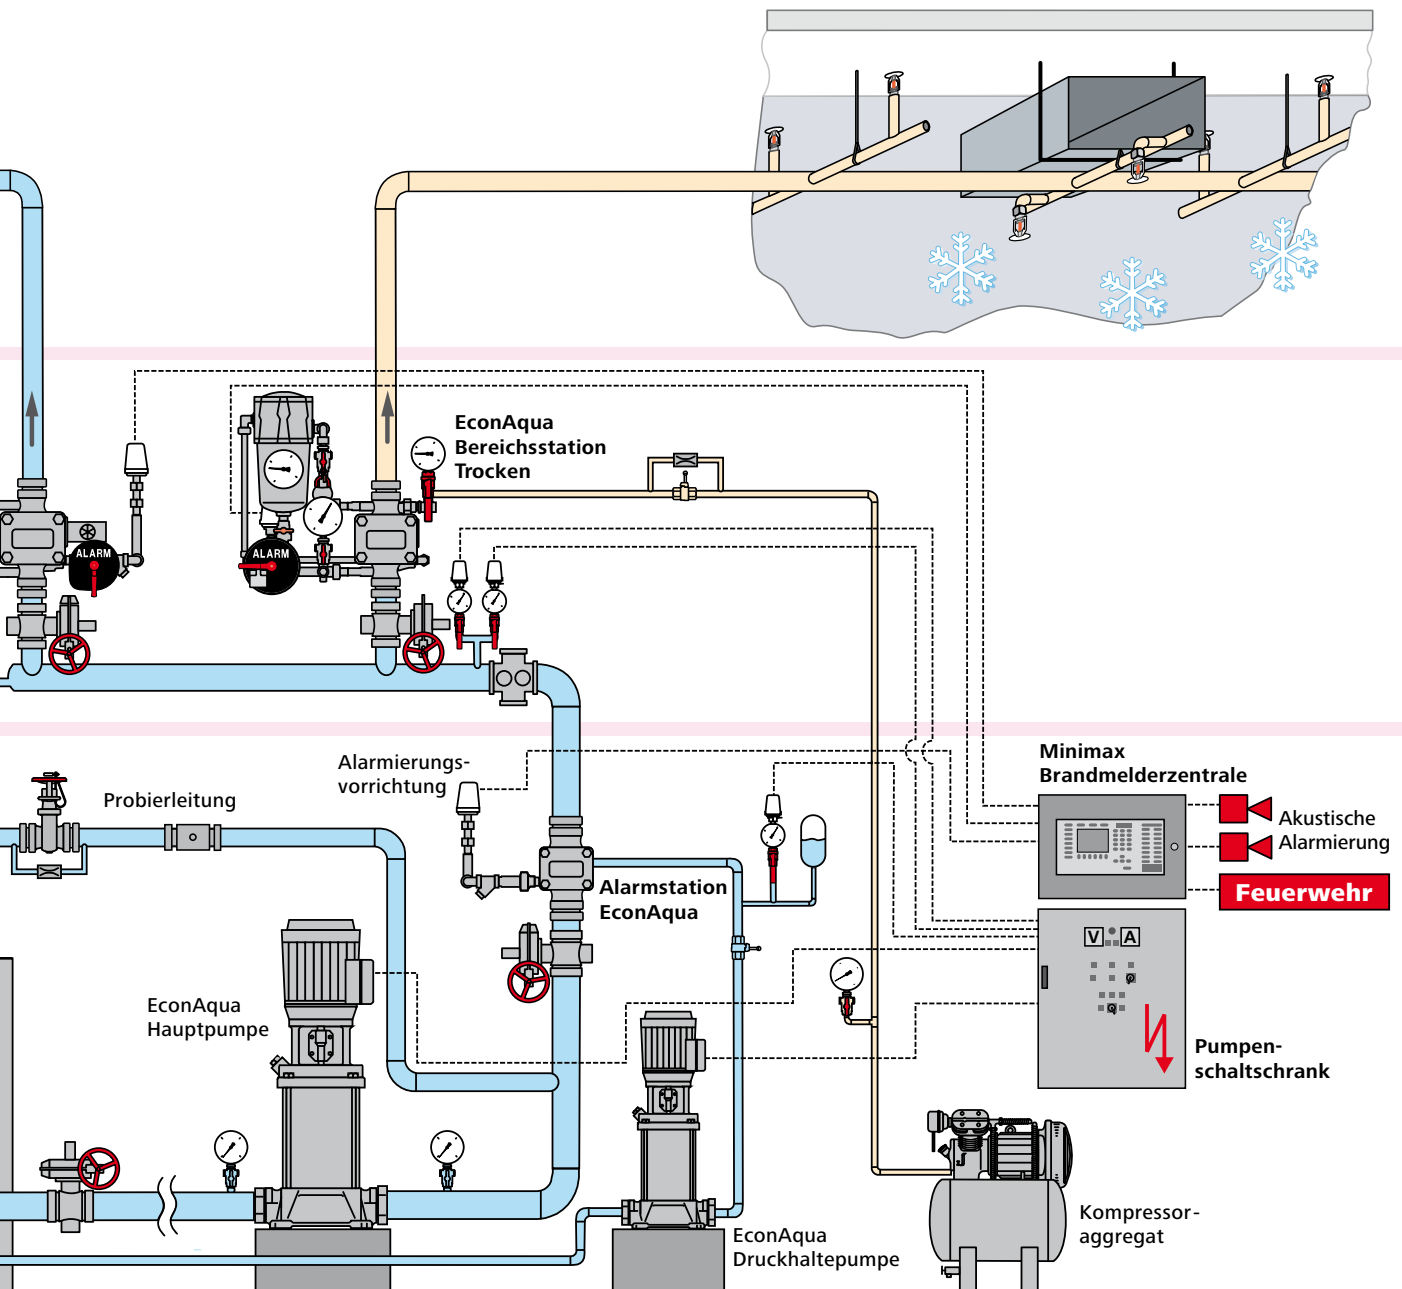 EconAqua
Bereichsstation
Trocken
ALARM
ALARM
Alarmierungs-
vorrichtung
Probierleitung
Minimax
Brandmelderzentrale
Akustische
Alarmierung
Feuerwehr
Alarmstation
EconAqua
V A
EconAqua
Hauptpumpe
Pumpen-
schaltschrank
EconAqua
Druckhaltepumpe
Kompressor-
aggregat